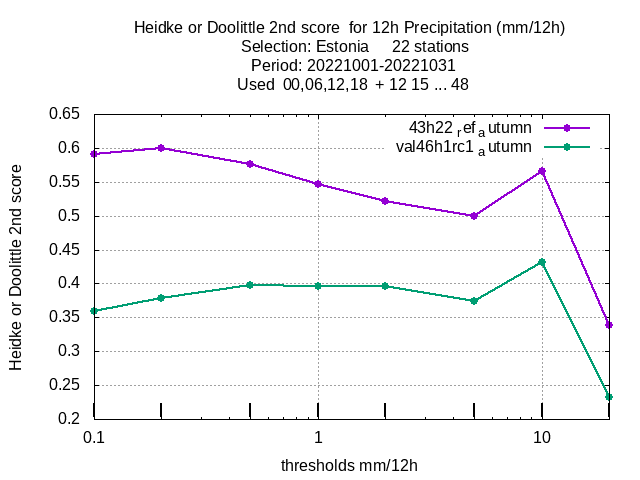 Heidke or Doolittle 2nd score  for 12h Precipitation (mm/12h)
Selection: Estonia     22 stations
Period: 20221001-20221031
Used  00,06,12,18  + 12 15 ... 48
43h22 ref autumn
val46h1rc1 autumn
0.65
0.6
0.55
0.5
0.45
0.4
0.35
0.3
0.25
0.2
Heidke or Doolittle 2nd score
0.1 1 10
thresholds mm/12h